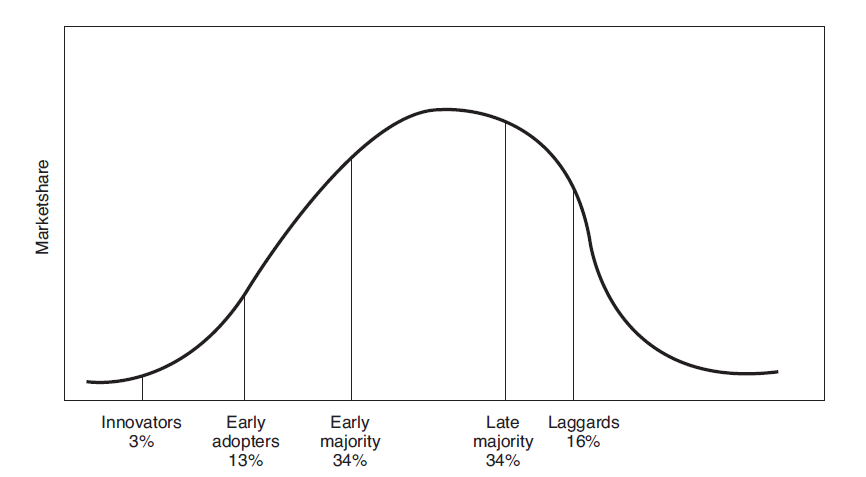 Marketshare
Innovators
3%
Early
adopters
13%
Early
majority
34%
Late
majority
34%
Laggards
16%